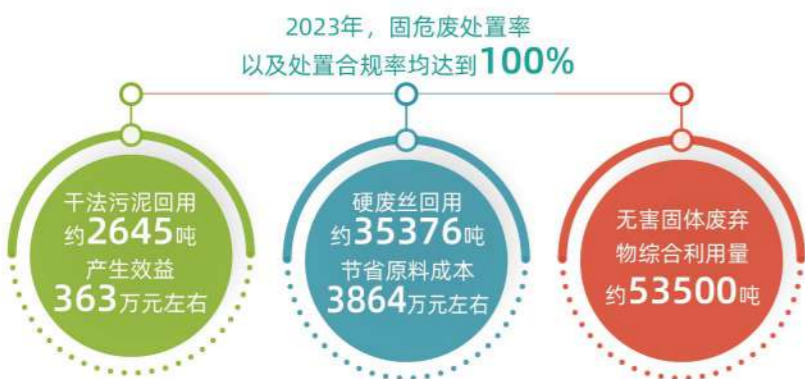 2023年，固危废处置率
以及处置合规率均达到100%
干法污泥回用
约2645吨
产生效益
363万元左右
硬废丝回用
约35376吨
节省原料成本
3864万元左右
无害固体废弃
物综合利用量
约53500吨